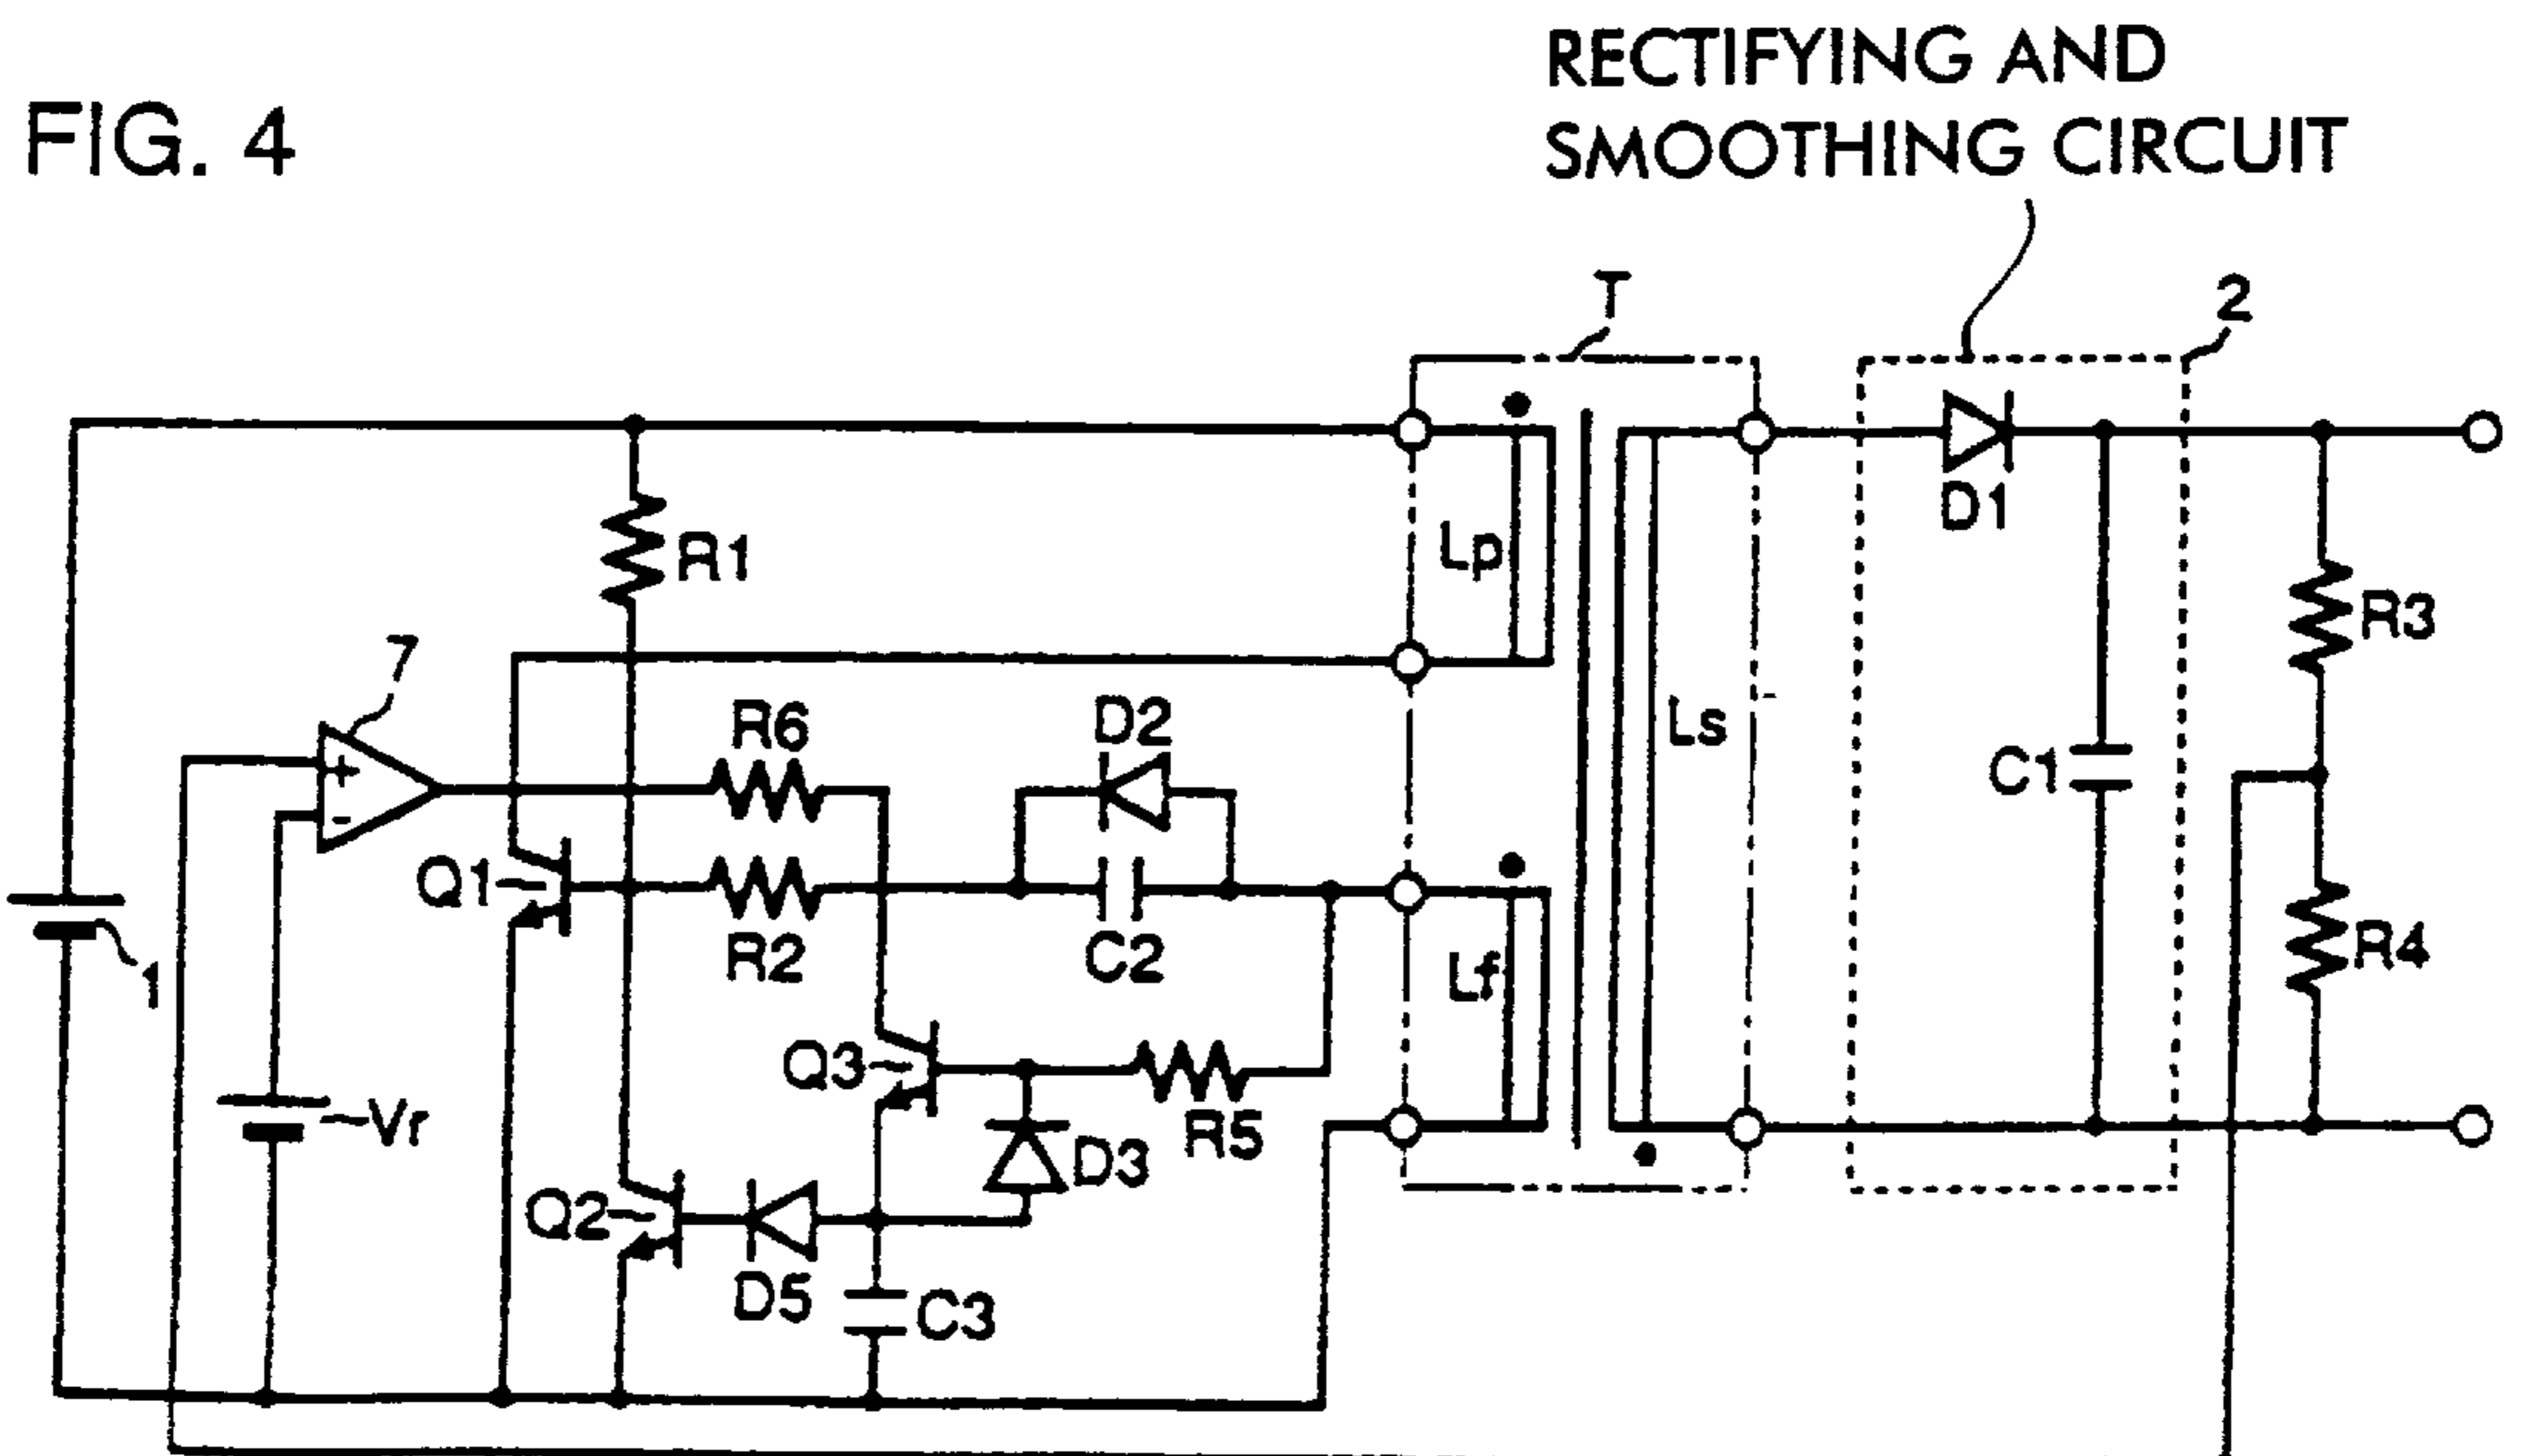 RECTIFYING AND
SMOOTHING CIRCUIT
FIG. 4
T
2
D1
R1
Lp
R3
7
R6
D2
Ls
C1
+
-
Q1
R2
C2
Lf
R4
1
Q3
R5
Vr
D3
Q2
D5
C3